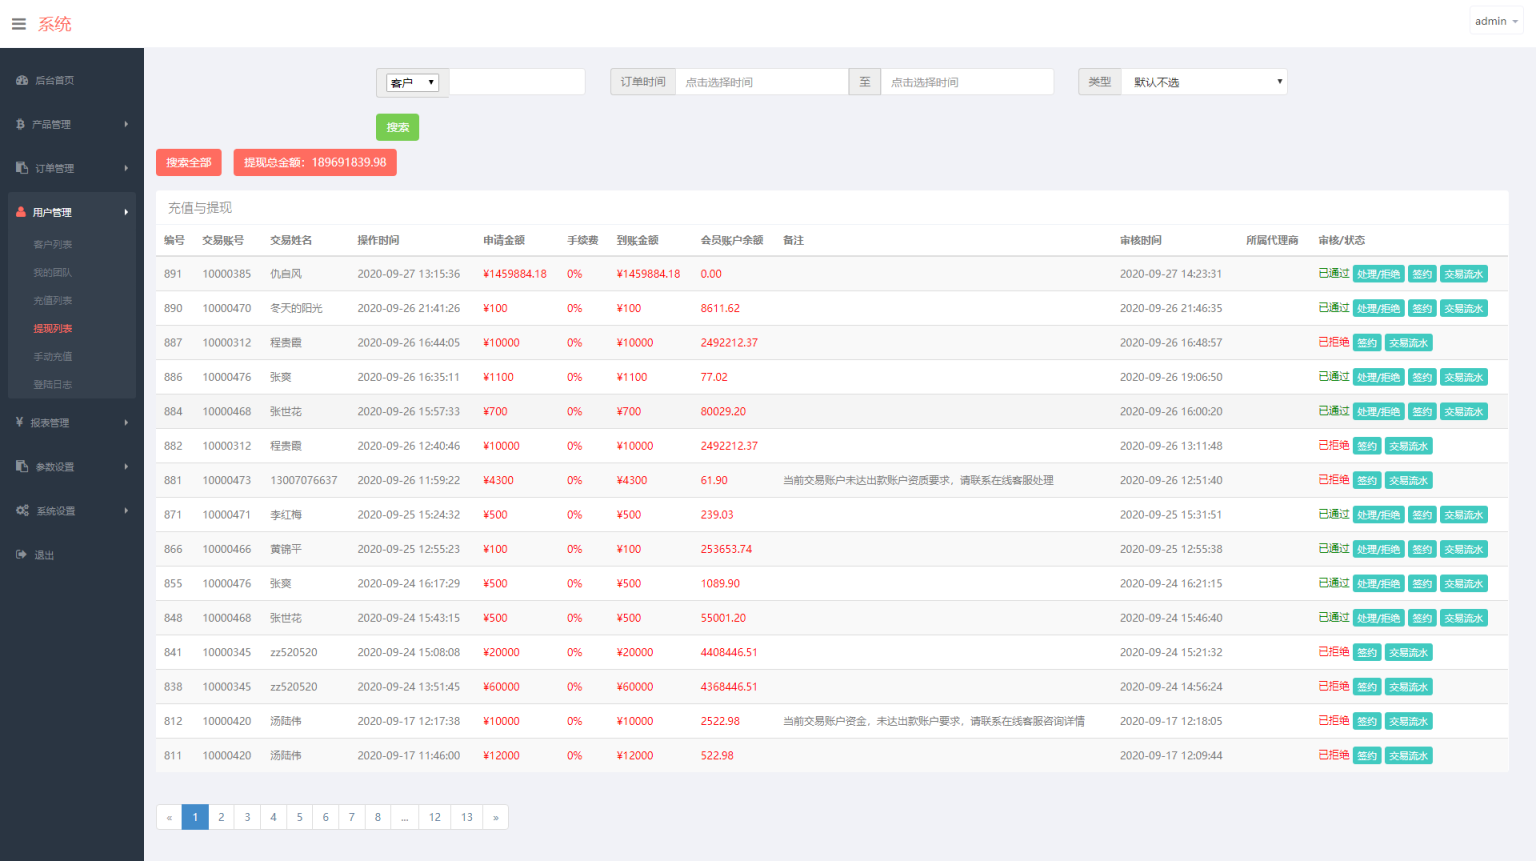 系统
admin
后台首页
产品管理
订单管理
用户管理
客户列表
我的团队
充值列表
提现列表
手动充值
登陆日志
¥ 报表管理
参数设置
系统设置
退出
客户 订单时间 点击选择时间 至 点击选择时间 类型 默认不选
搜索
搜索全部 提现总金额：189691839.98
充值与提现
编号 交易账号 交易姓名 操作时间 申请金额 手续费 到账金额 会员账户余额 备注 审核时间 所属代理商 审核/状态
891 10000385 仇自风 2020-09-27 13:15:36 ¥1459884.18 0% ¥1459884.18 0.00 2020-09-27 14:23:31 已通过 处理/拒绝 签约 交易流水
890 10000470 冬天的阳光 2020-09-26 21:41:26 ¥100 0% ¥100 8611.62 2020-09-26 21:46:35 已通过 处理/拒绝 签约 交易流水
887 10000312 程贵霞 2020-09-26 16:44:05 ¥10000 0% ¥10000 2492212.37 2020-09-26 16:48:57 已拒绝 签约 交易流水
886 10000476 张奭 2020-09-26 16:35:11 ¥1100 0% ¥1100 77.02 2020-09-26 19:06:50 已通过 处理/拒绝 签约 交易流水
884 10000468 张世花 2020-09-26 15:57:33 ¥700 0% ¥700 80029.20 2020-09-26 16:00:20 已通过 处理/拒绝 签约 交易流水
882 10000312 程贵霞 2020-09-26 12:40:46 ¥10000 0% ¥10000 2492212.37 2020-09-26 13:11:48 已拒绝 签约 交易流水
881 10000473 13007076637 2020-09-26 11:59:22 ¥4300 0% ¥4300 61.90 当前交易账户未达出款账户资质要求，请联系在线客服处理 2020-09-26 12:51:40 已拒绝 签约 交易流水
871 10000471 李红梅 2020-09-25 15:24:32 ¥500 0% ¥500 239.03 2020-09-25 15:31:51 已通过 处理/拒绝 签约 交易流水
866 10000466 黄锦平 2020-09-25 12:55:23 ¥100 0% ¥100 253653.74 2020-09-25 12:55:38 已通过 处理/拒绝 签约 交易流水
855 10000476 张奭 2020-09-24 16:17:29 ¥500 0% ¥500 1089.90 2020-09-24 16:21:15 已通过 处理/拒绝 签约 交易流水
848 10000468 张世花 2020-09-24 15:43:15 ¥500 0% ¥500 55001.20 2020-09-24 15:46:40 已通过 处理/拒绝 签约 交易流水
841 10000345 zz520520 2020-09-24 15:08:08 ¥20000 0% ¥20000 4408446.51 2020-09-24 15:21:32 已拒绝 签约 交易流水
838 10000345 zz520520 2020-09-24 13:51:45 ¥60000 0% ¥60000 4368446.51 2020-09-24 14:56:24 已拒绝 签约 交易流水
812 10000420 汤陆伟 2020-09-17 12:17:38 ¥10000 0% ¥10000 2522.98 当前交易账户资金，未达出款账户要求，请联系在线客服咨询详情 2020-09-17 12:18:05 已拒绝 签约 交易流水
811 10000420 汤陆伟 2020-09-17 11:46:00 ¥12000 0% ¥12000 522.98 2020-09-17 12:09:44 已拒绝 签约 交易流水
« 1 2 3 4 5 6 7 8 ... 12 13 »